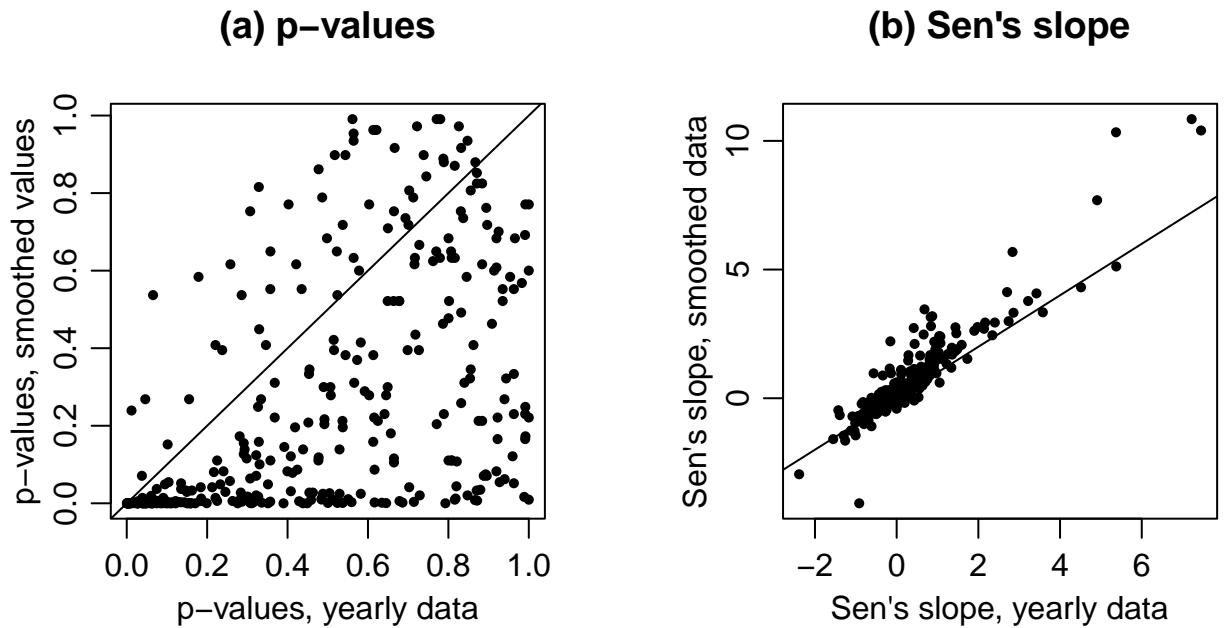 (a) p−values
p−values, smoothed values
1.0
0.8
0.6
0.4
0.2
0.0
0.0 0.2 0.4 0.6 0.8 1.0
p−values, yearly data
(b) Sen's slope
Sen's slope, smoothed data
10
5
0
−2 0 2 4 6
Sen's slope, yearly data